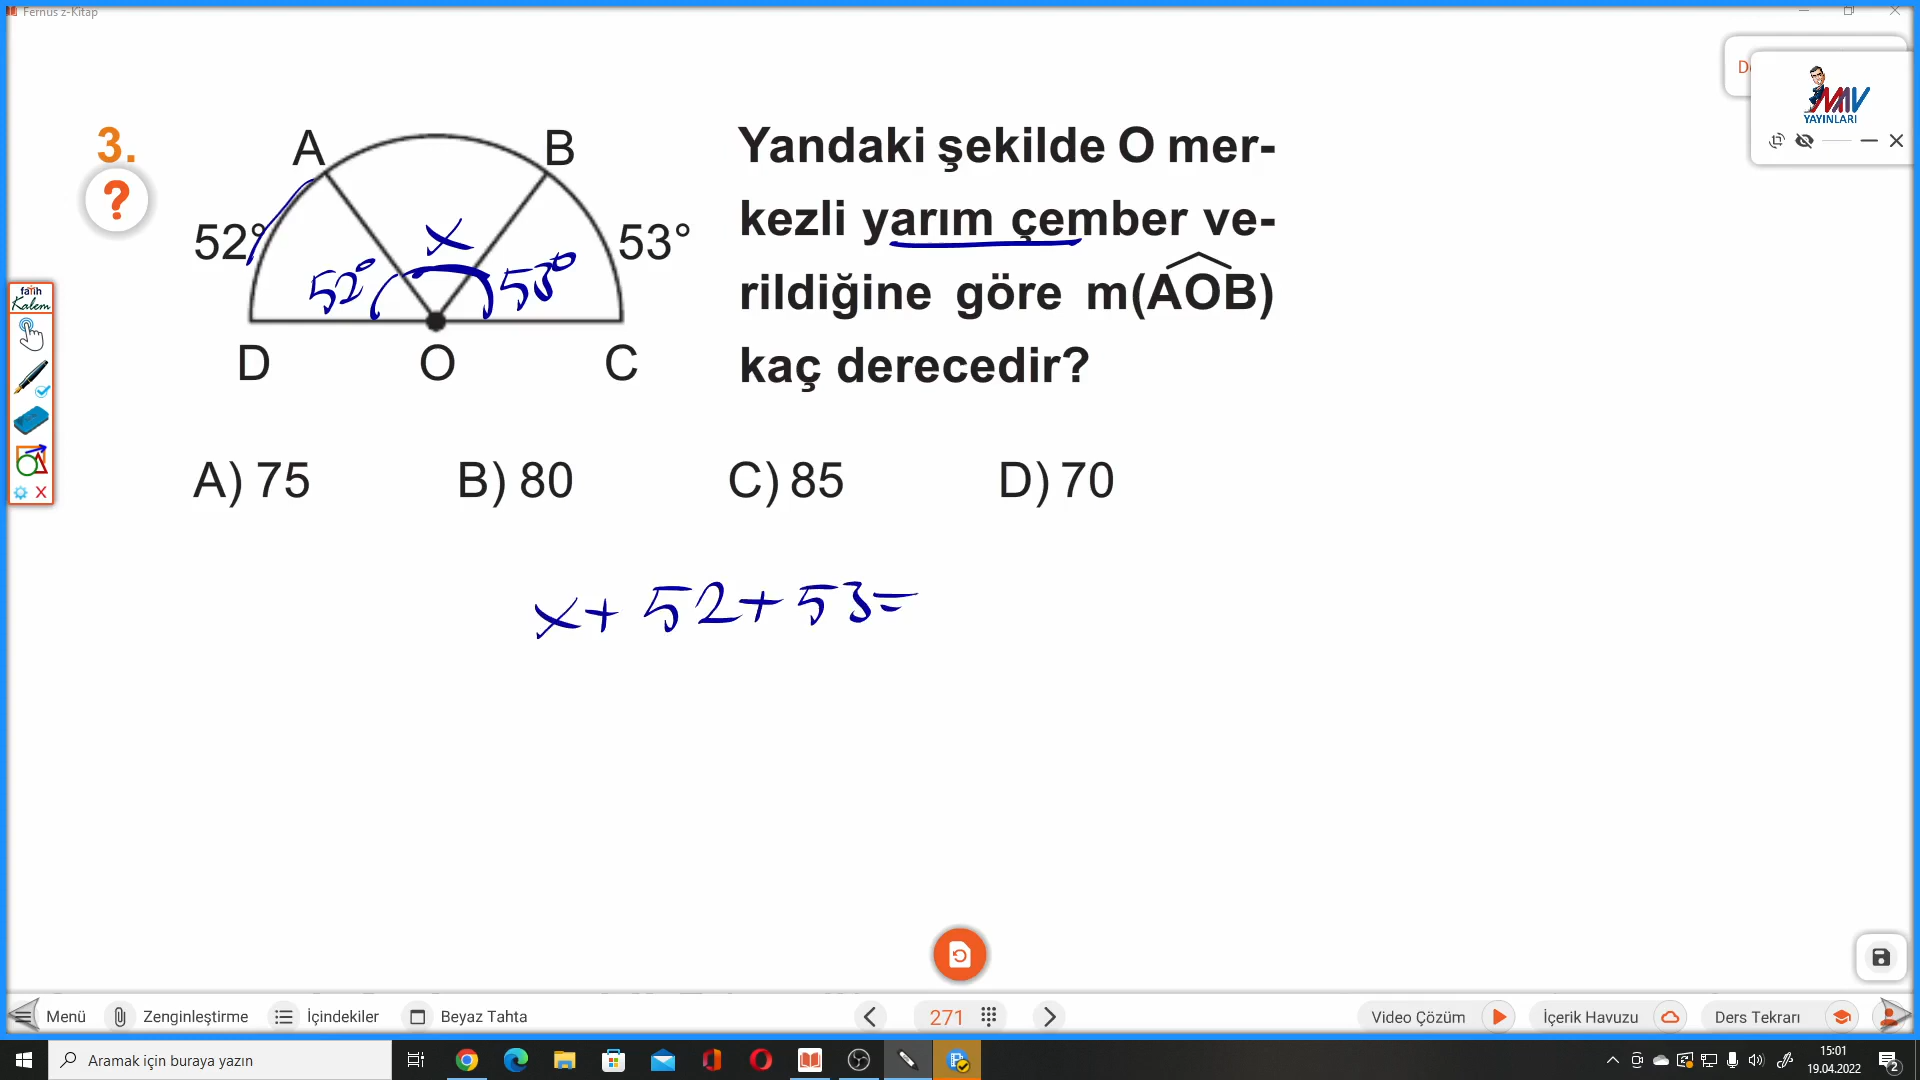 Fernus z-Kitap
MAV
YAYINLARI
3.
?
A
B
52°
53°
x
52°
53°
D
O
C
Yandaki şekilde O mer-
kezli yarım çember ve-
rildiğine göre m(AOB)
kaç derecedir?
A) 75
B) 80
C) 85
D) 70
x + 52 + 53 =
fatih
Kalem
Menü
Zenginleştirme
İçindekiler
Beyaz Tahta
271
Video Çözüm
İçerik Havuzu
Ders Tekrarı
Aramak için buraya yazın
15:01
19.04.2022
2